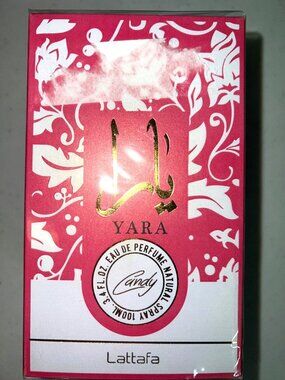 يارا
YARA
3.4 FL.OZ. EAU DE PERFUME NATURAL SPRAY 100ML
Candy
Lattafa